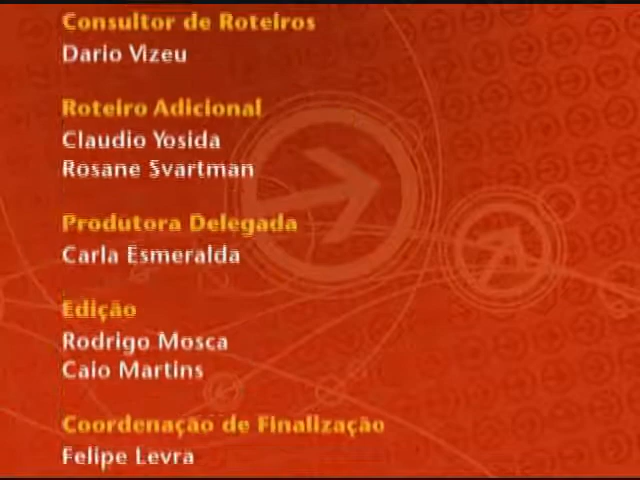 Consultor de Roteiros
Dario Vizeu
Roteiro Adicional
Claudio Yosida
Rosane Svartman
Produtora Delegada
Carla Esmeralda
Edição
Rodrigo Mosca
Caio Martins
Coordenação de Finalização
Felipe Levra